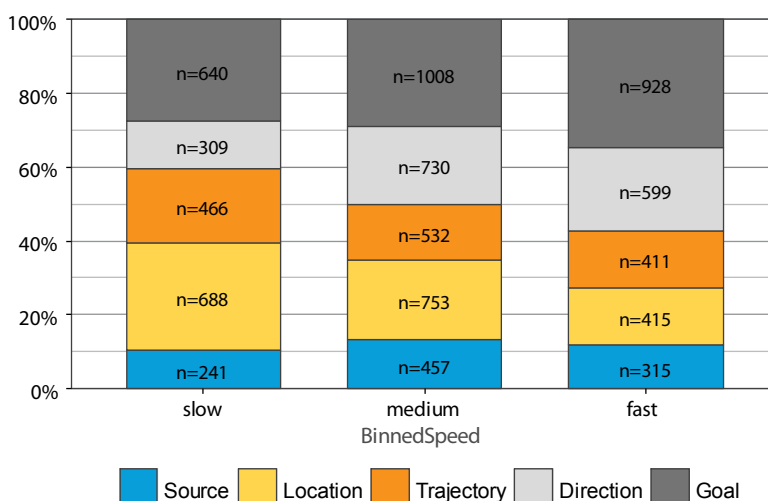 100%
80%
60%
40%
20%
0%
n=640
n=309
n=466
n=688
n=241
n=1008
n=730
n=532
n=753
n=457
n=928
n=599
n=411
n=415
n=315
slow medium fast
BinnedSpeed
Source Location Trajectory Direction Goal